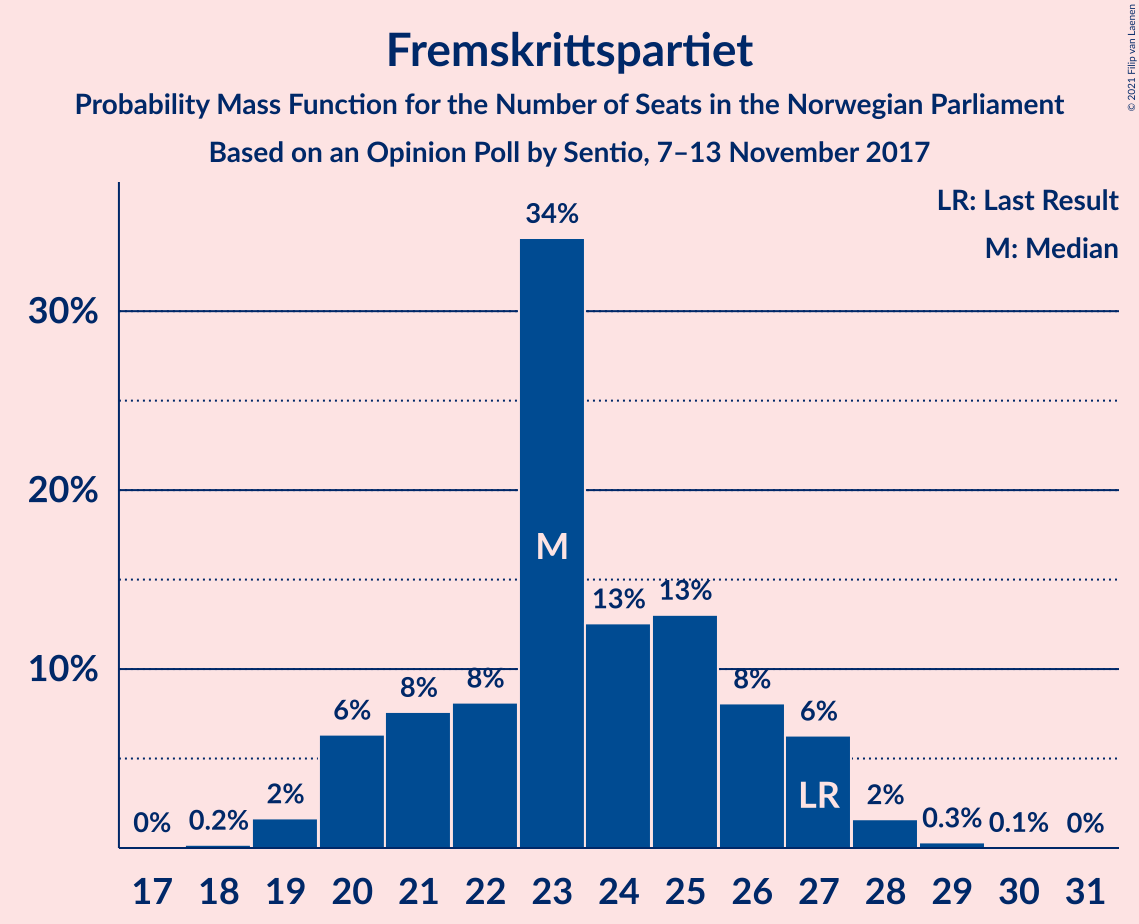 Fremskrittspartiet
Probability Mass Function for the Number of Seats in the Norwegian Parliament
Based on an Opinion Poll by Sentio, 7–13 November 2017
© 2021 Filip van Laenen
LR: Last Result
M: Median
30%
20%
10%
0%
0.2%
2%
6%
8%
8%
34%
13%
13%
8%
6%
2%
0.3%
0.1%
0%
M
LR
17 18 19 20 21 22 23 24 25 26 27 28 29 30 31